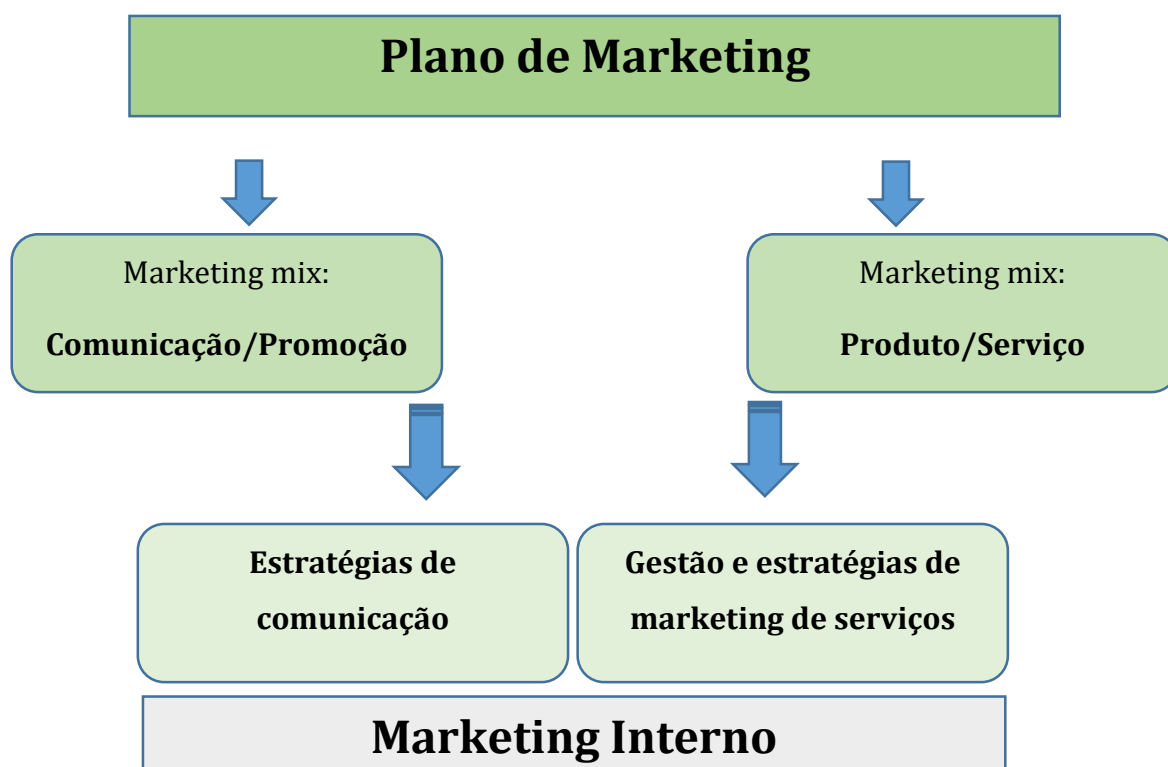 Plano de Marketing
Marketing mix:
Comunicação/Promoção
Marketing mix:
Produto/Serviço
Estratégias de
comunicação
Gestão e estratégias de
marketing de serviços
Marketing Interno